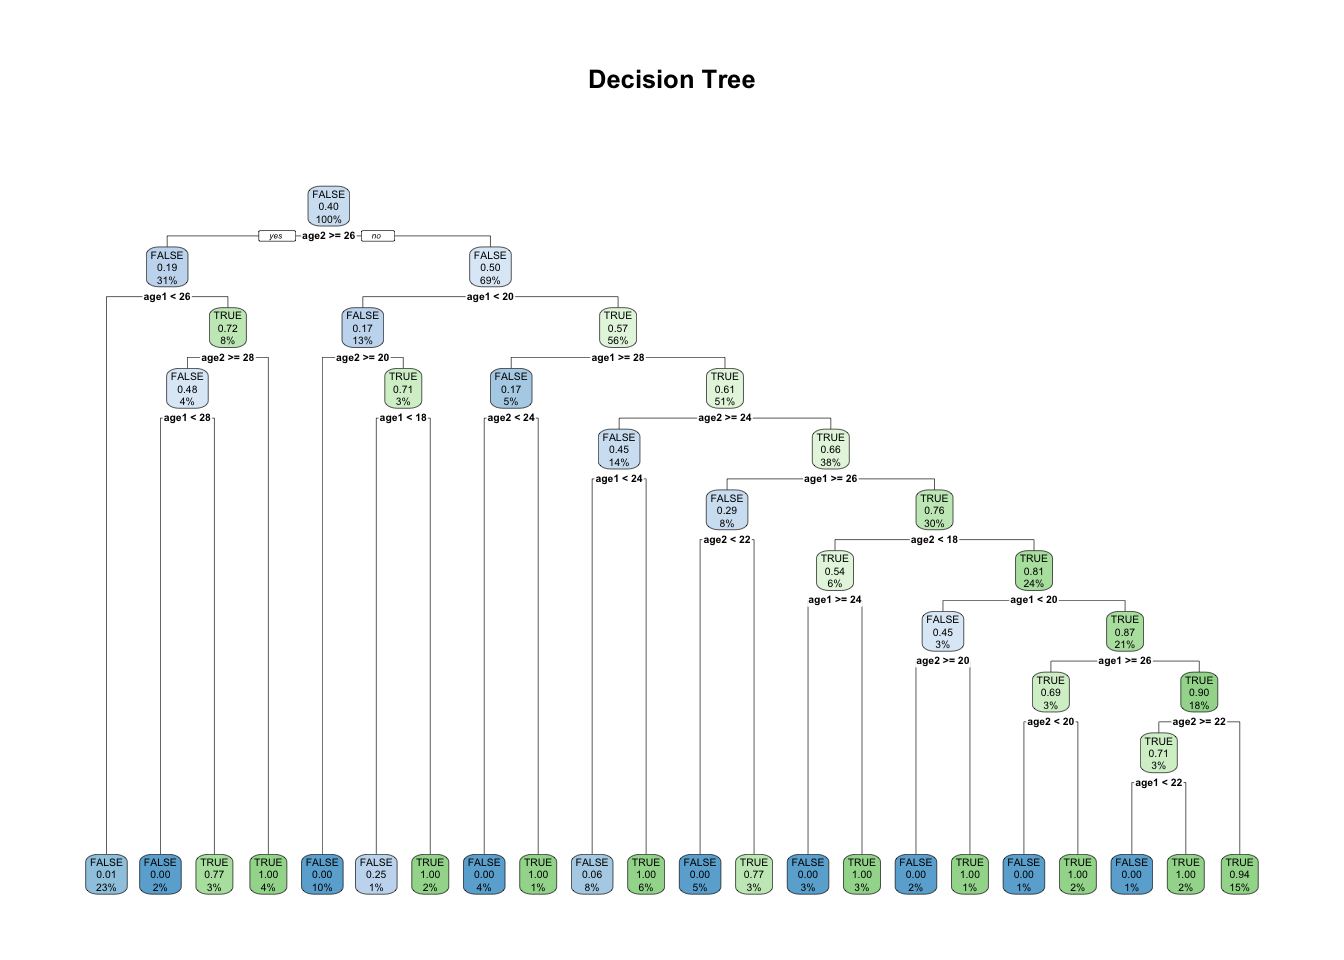 Decision Tree
FALSE
0.40
100%
yes age2 >= 26 no
FALSE
0.19
31%
FALSE
0.50
69%
age1 < 26
age1 < 20
TRUE
0.72
8%
FALSE
0.17
13%
TRUE
0.57
56%
age2 >= 28
age2 >= 20
age1 >= 28
FALSE
0.48
4%
TRUE
0.71
3%
FALSE
0.17
5%
TRUE
0.61
51%
age1 < 28
age1 < 18
age2 < 24
age2 >= 24
FALSE
0.45
14%
TRUE
0.66
38%
age1 < 24
age1 >= 26
FALSE
0.29
8%
TRUE
0.76
30%
age2 < 22
age2 < 18
TRUE
0.54
6%
TRUE
0.81
24%
age1 >= 24
age1 < 20
FALSE
0.45
3%
TRUE
0.87
21%
age2 >= 20
age1 >= 26
TRUE
0.69
3%
TRUE
0.90
18%
age2 < 20
age2 >= 22
TRUE
0.71
3%
age1 < 22
FALSE
0.01
23%
FALSE
0.00
2%
TRUE
0.77
3%
TRUE
1.00
4%
FALSE
0.00
10%
FALSE
0.25
1%
TRUE
1.00
2%
FALSE
0.00
4%
TRUE
1.00
1%
FALSE
0.06
8%
TRUE
1.00
6%
FALSE
0.00
5%
TRUE
0.77
3%
FALSE
0.00
3%
TRUE
1.00
3%
FALSE
0.00
2%
TRUE
1.00
1%
FALSE
0.00
1%
TRUE
1.00
2%
FALSE
0.00
1%
TRUE
1.00
2%
TRUE
0.94
15%